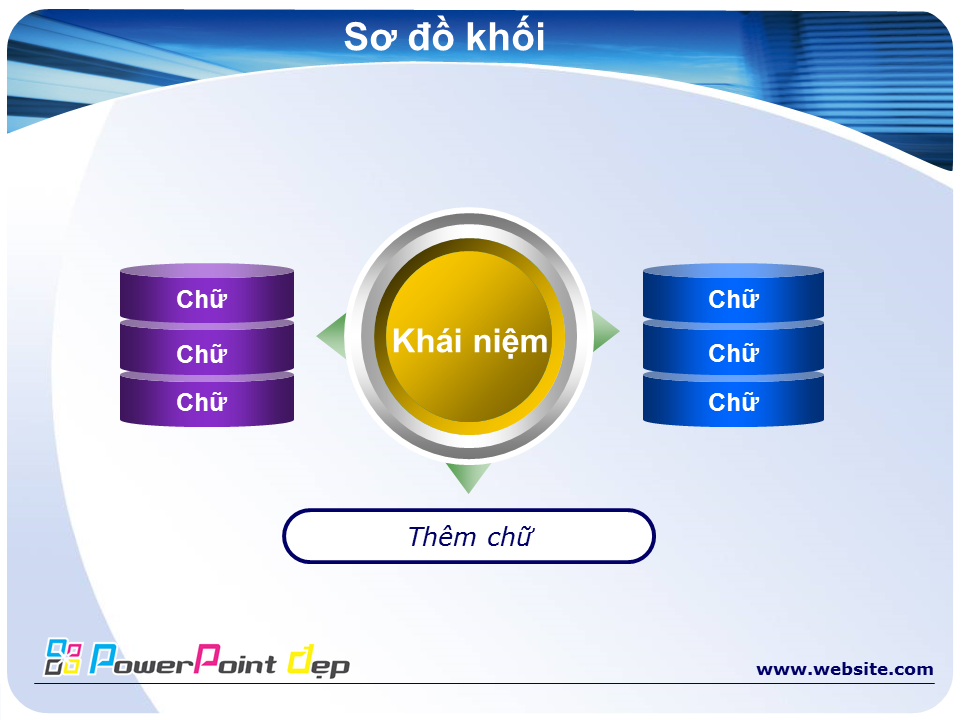 Sơ đồ khối
Chữ
Chữ
Chữ
Khái niệm
Chữ
Chữ
Chữ
Thêm chữ
PowerPoint đẹp
www.website.com